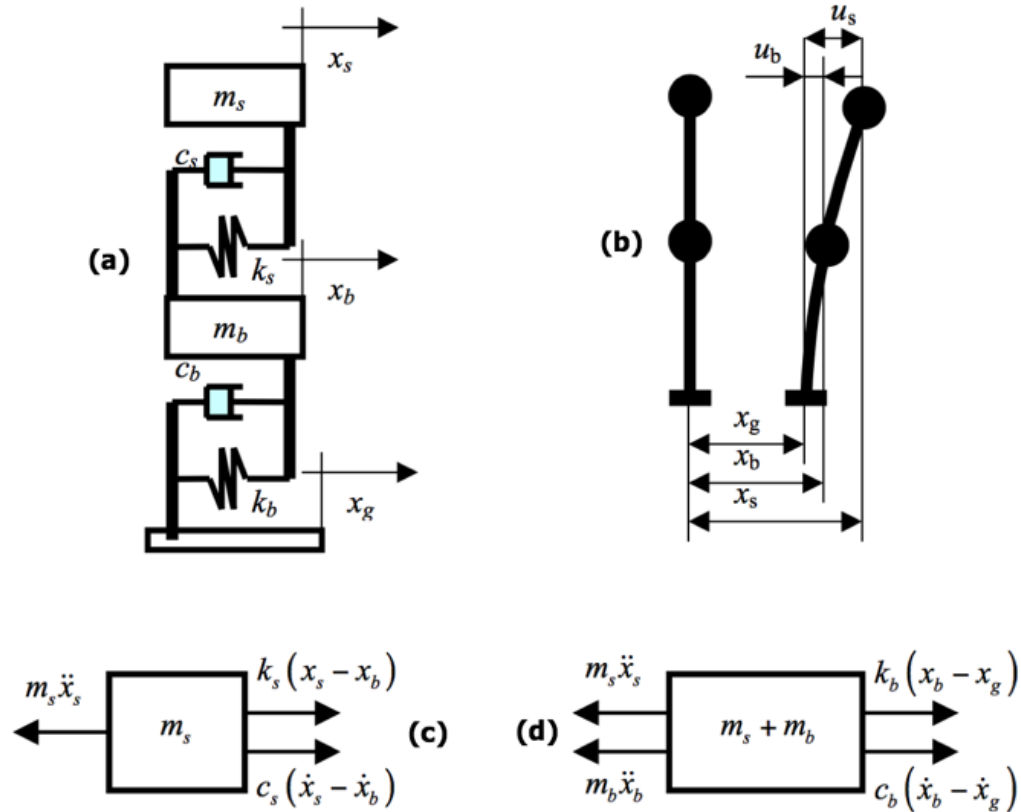 x_s
m_s
c_s
k_s
(a)
x_b
m_b
c_b
k_b
x_g
u_s
u_b
(b)
x_g
x_b
x_s
m_s ẍ_s
m_s
k_s (x_s − x_b)
c_s (ẋ_s − ẋ_b)
(c)
(d)
m_s ẍ_s
m_b ẍ_b
m_s + m_b
k_b (x_b − x_g)
c_b (ẋ_b − ẋ_g)